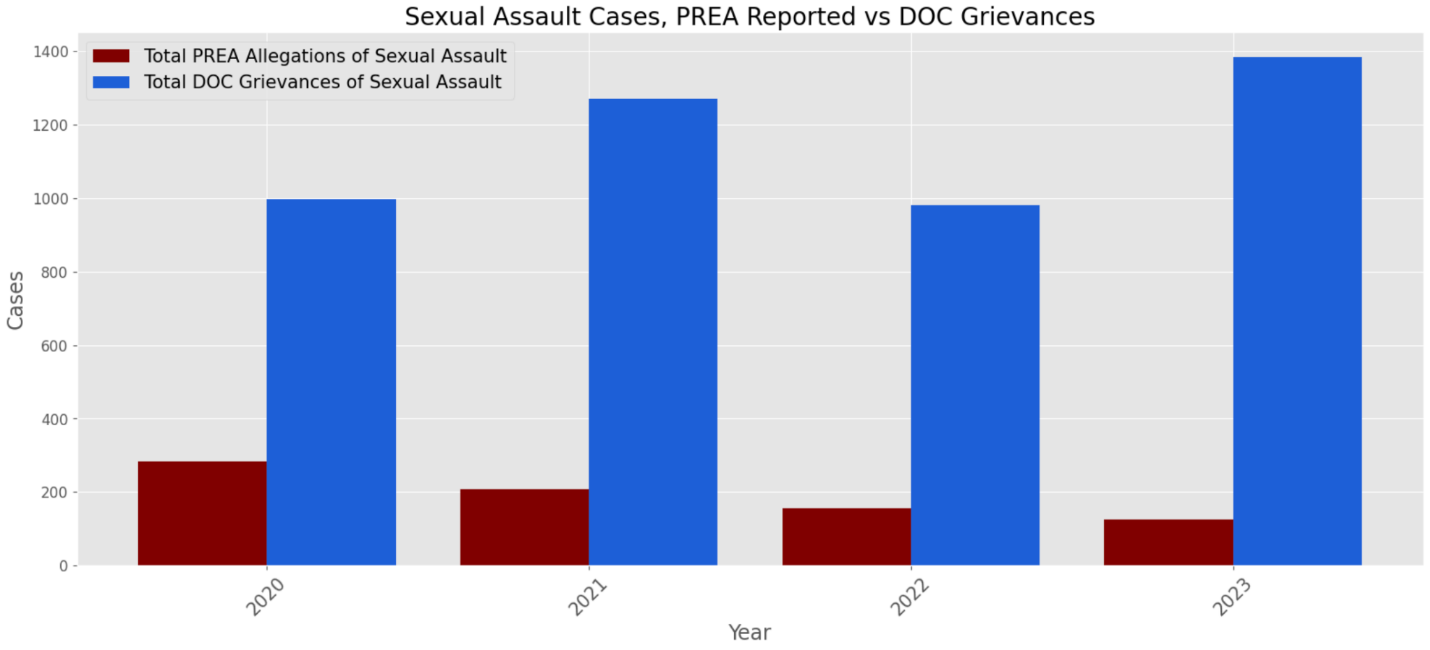 Sexual Assault Cases, PREA Reported vs DOC Grievances
Total PREA Allegations of Sexual Assault
Total DOC Grievances of Sexual Assault
1400
1200
1000
800
600
400
200
0
Cases
2020
2021
2022
2023
Year